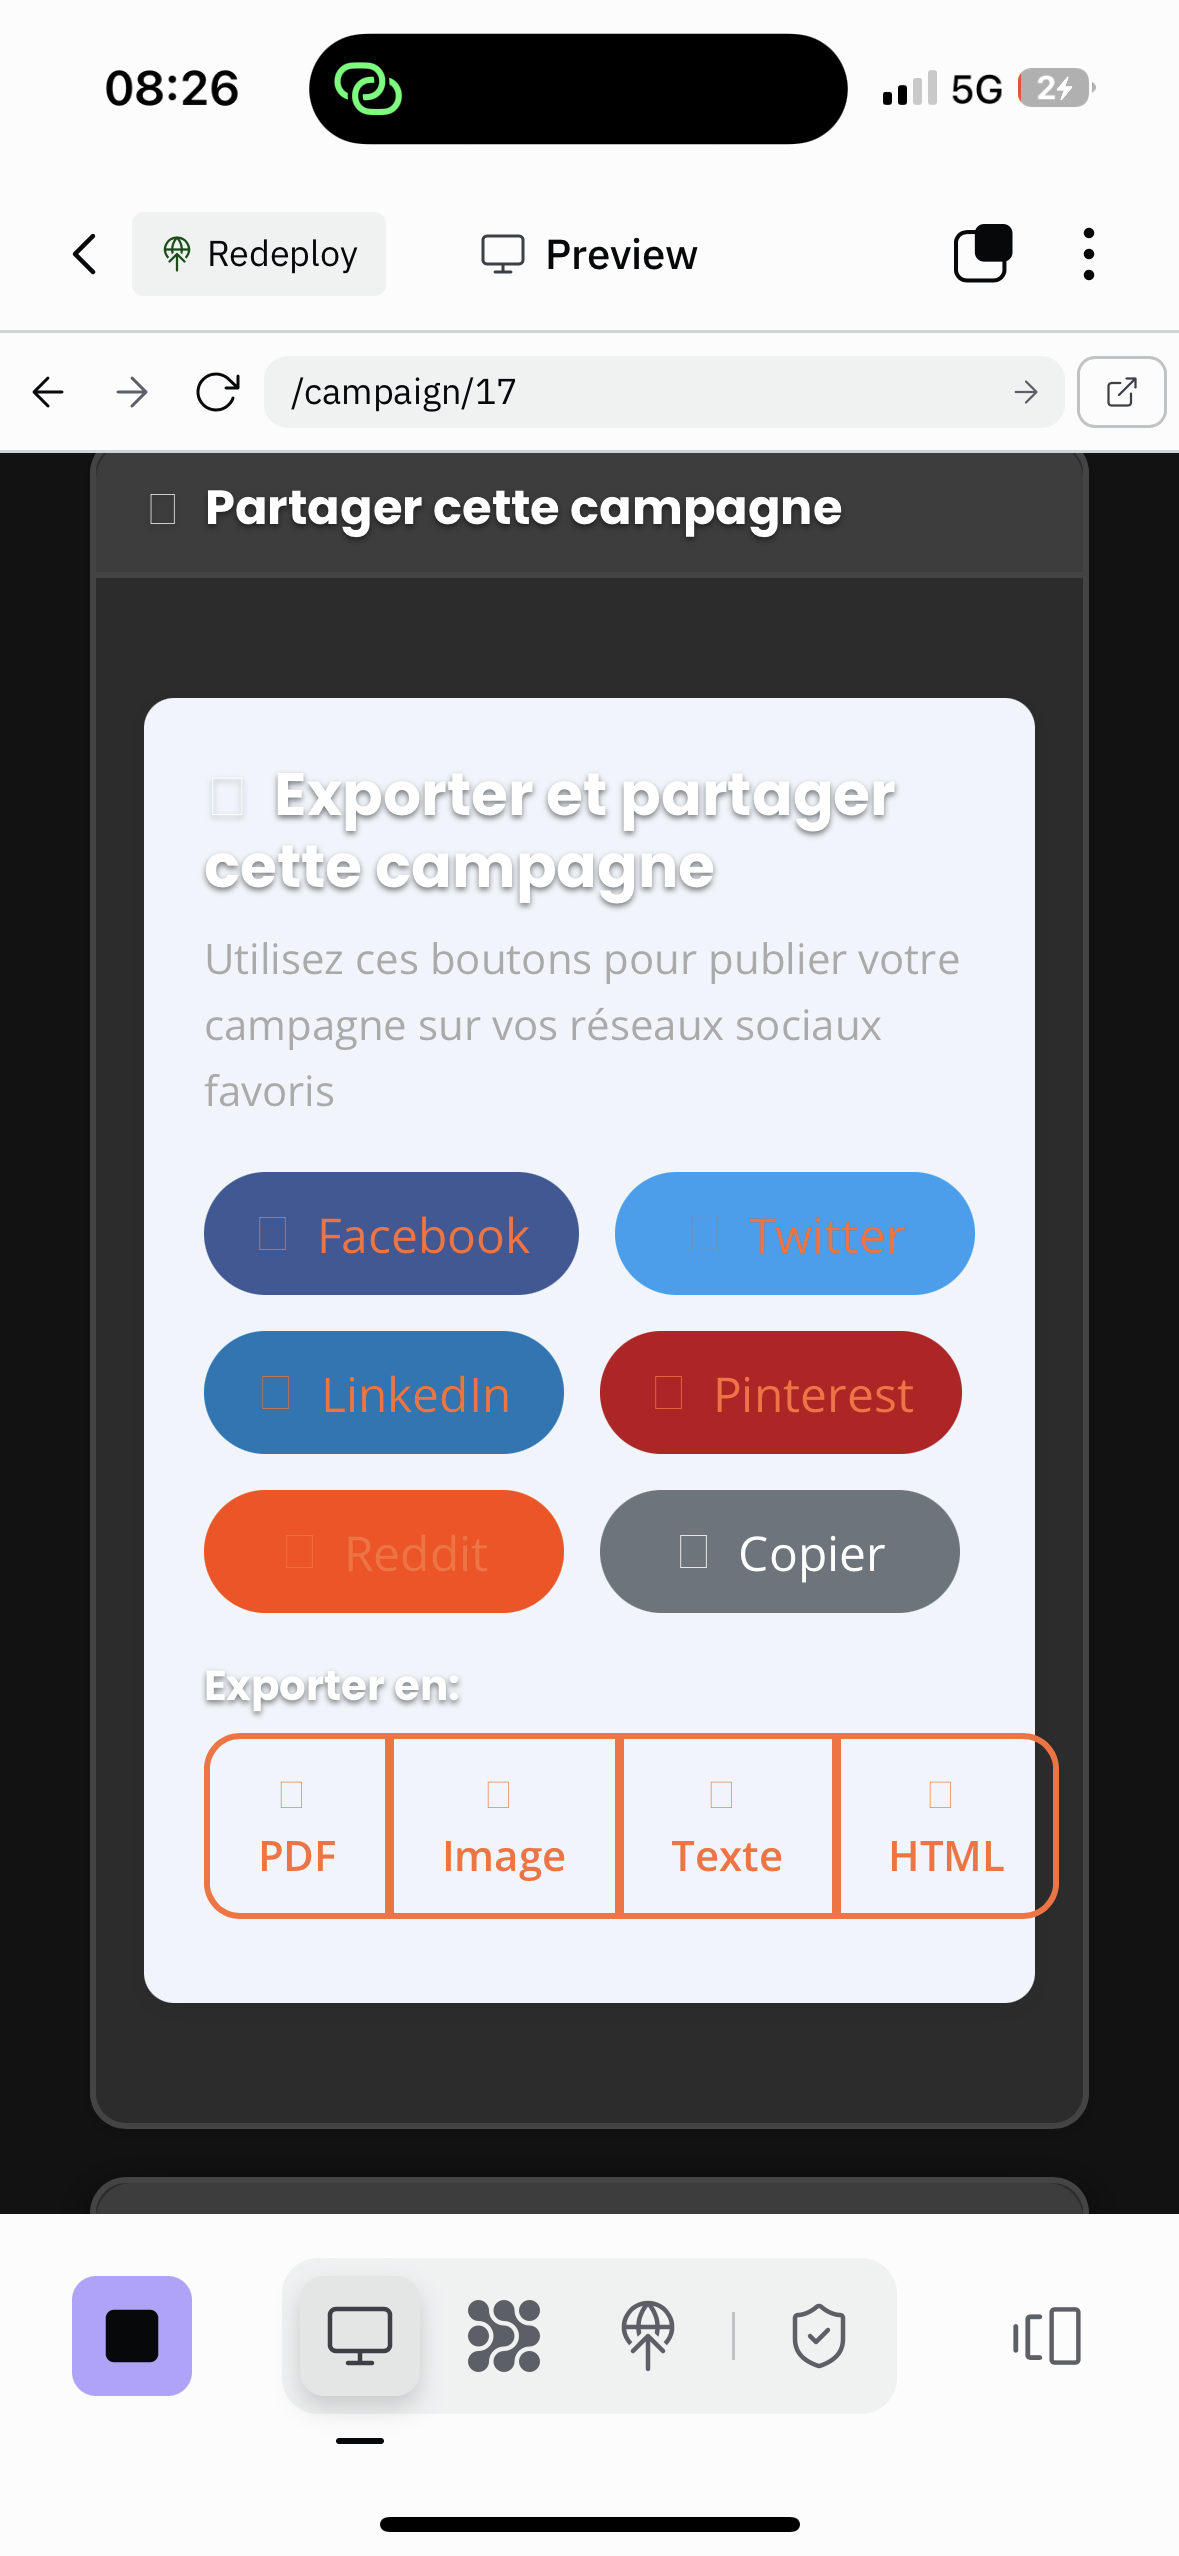 08:26
5G
2
Redeploy
Preview
/campaign/17
Partager cette campagne
Exporter et partager
cette campagne
Utilisez ces boutons pour publier votre
campagne sur vos réseaux sociaux
favoris
Facebook
Twitter
LinkedIn
Pinterest
Reddit
Copier
Exporter en:
PDF
Image
Texte
HTML